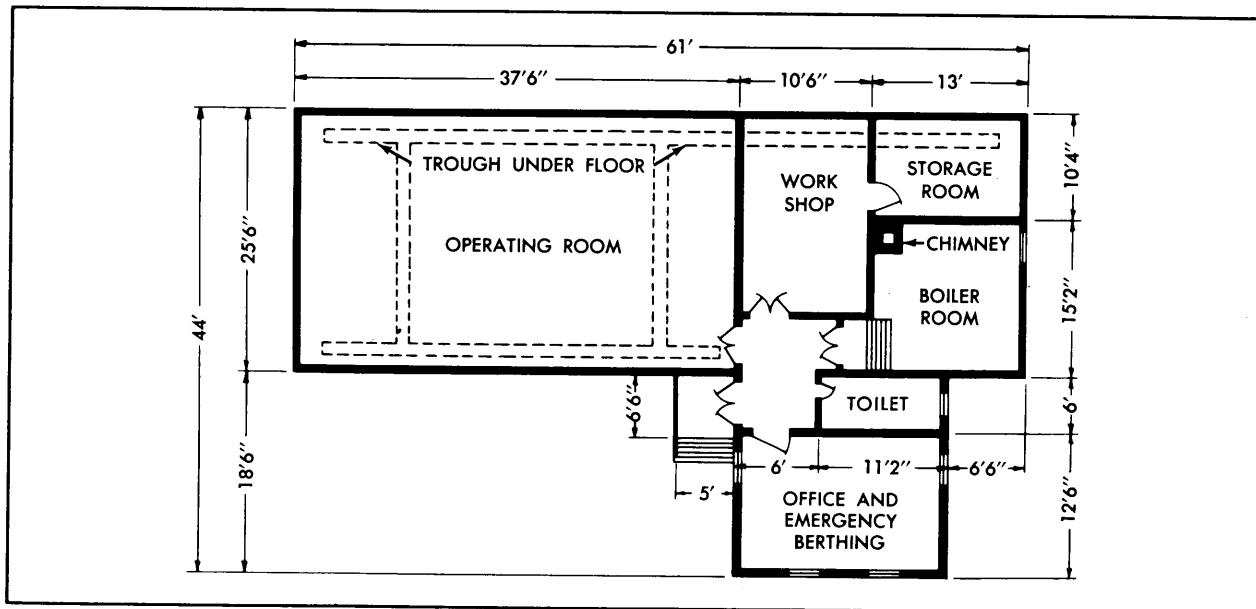 61'
37'6"
10'6"
13'
TROUGH UNDER FLOOR
WORK
SHOP
STORAGE
ROOM
10'4"
OPERATING ROOM
CHIMNEY
25'6"
BOILER
ROOM
15'2"
44'
6'6"
TOILET
6'
18'6"
6'
11'2"
6'6"
5'
OFFICE AND
EMERGENCY
BERTHING
12'6"